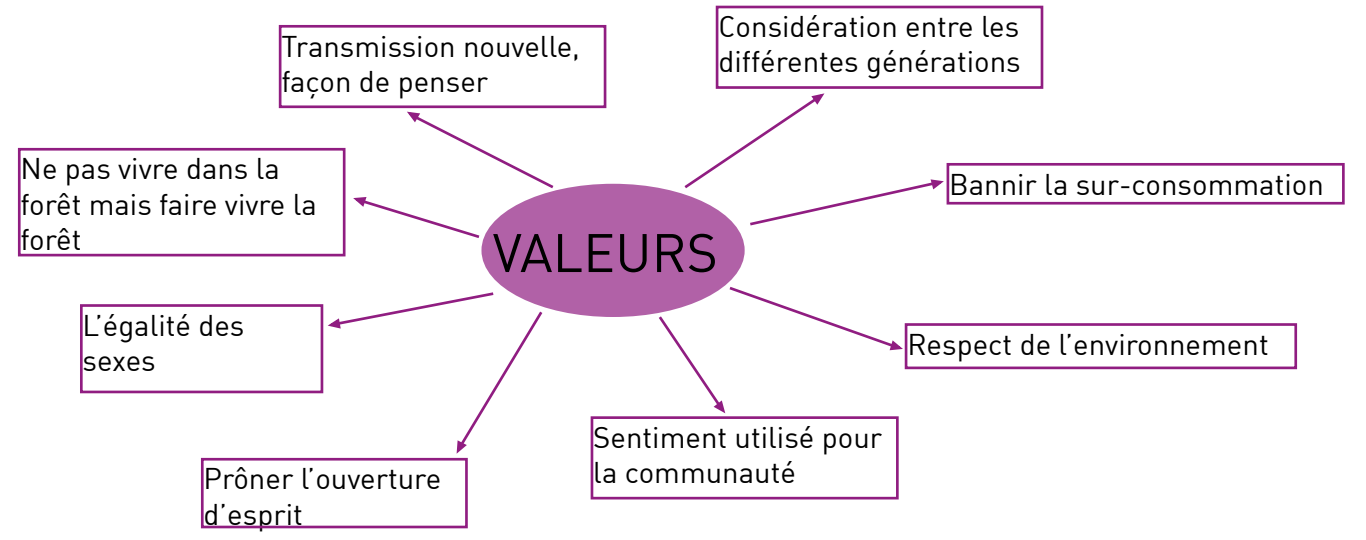 Transmission nouvelle,
façon de penser
Considération entre les
différentes générations
Ne pas vivre dans la
forêt mais faire vivre la
forêt
Bannir la sur-consommation
VALEURS
L'égalité des
sexes
Respect de l'environnement
Sentiment utilisé pour
la communauté
Prôner l'ouverture
d'esprit